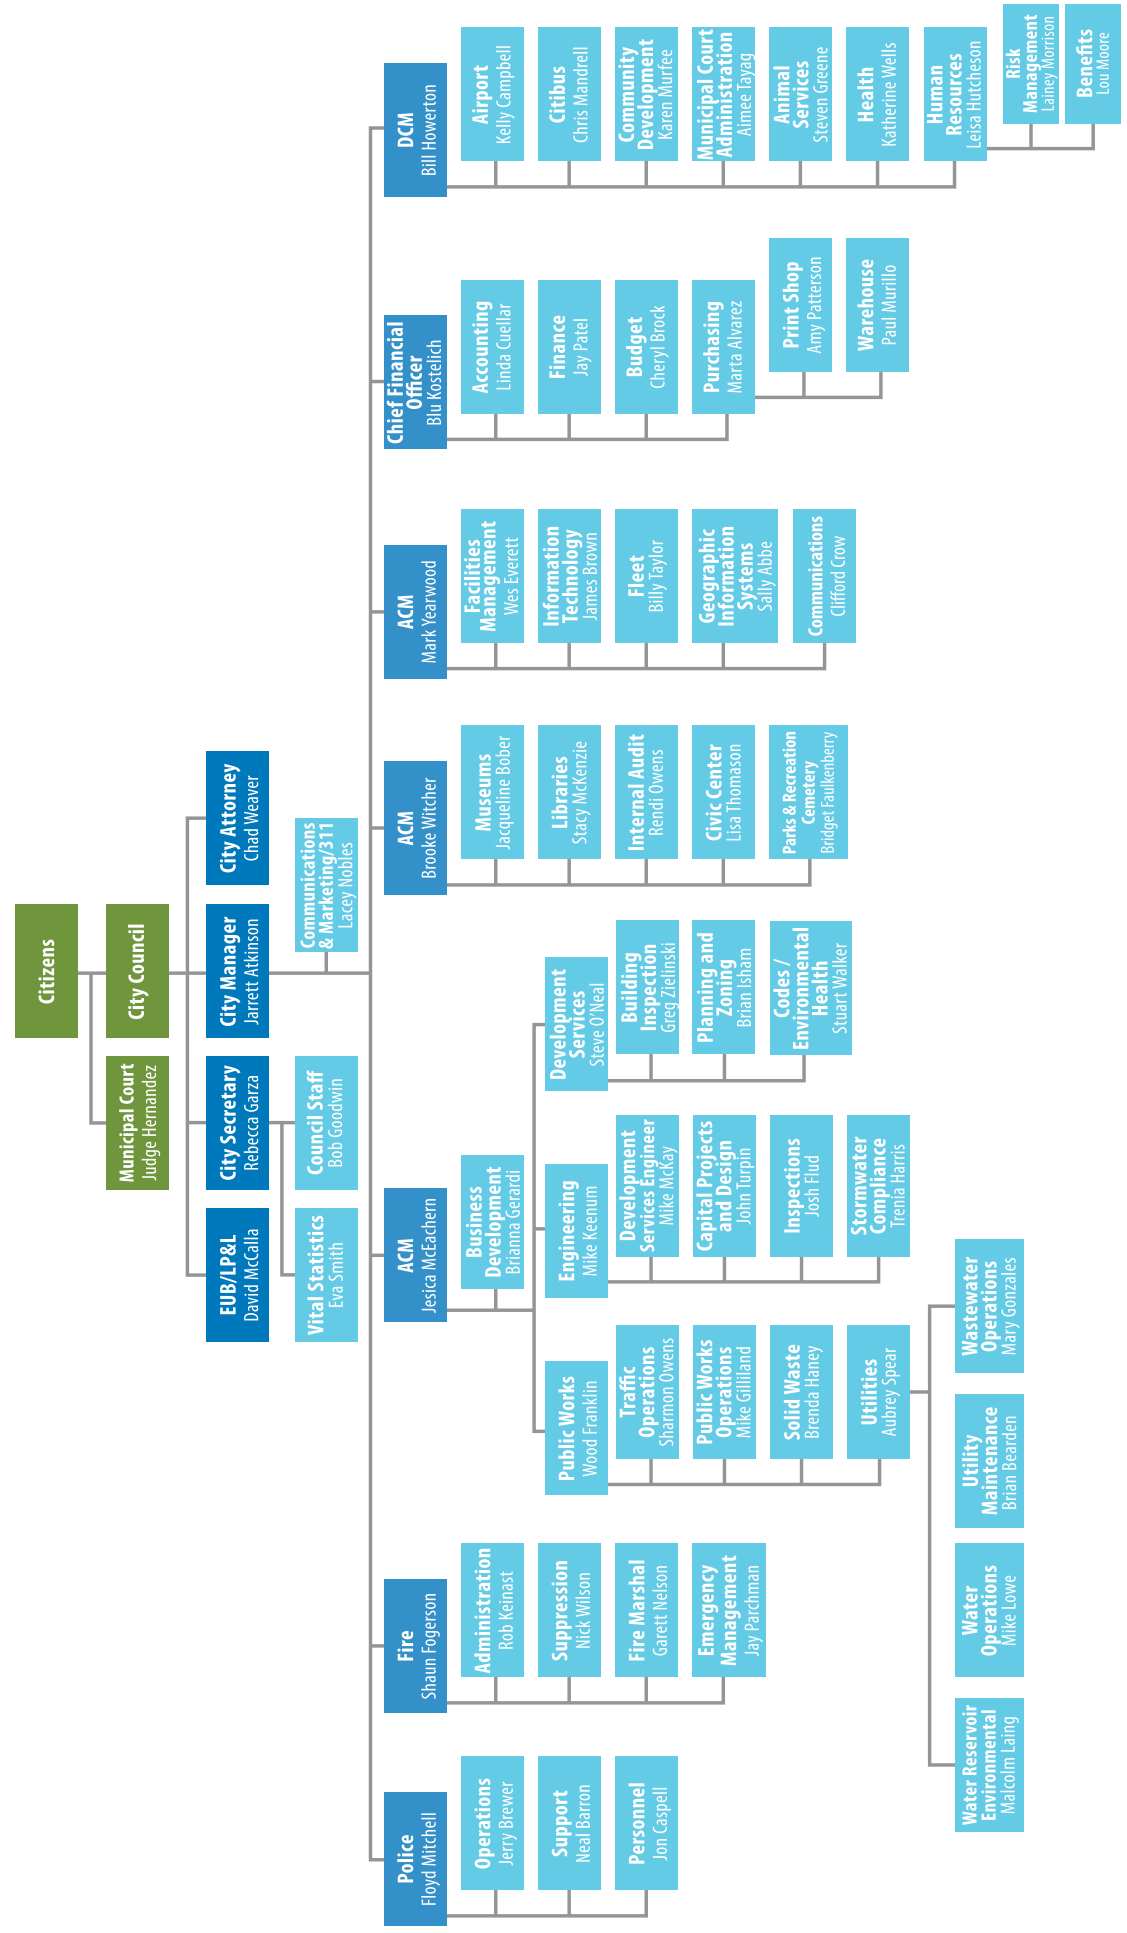 Citizens
Municipal Court
Judge Hernandez
City Council
EUB/LP&L
David McCalla
City Secretary
Rebecca Garza
City Manager
Jarrett Atkinson
City Attorney
Chad Weaver
Vital Statistics
Eva Smith
Council Staff
Bob Goodwin
Communications
& Marketing/311
Lacey Nobles
Police
Floyd Mitchell
Operations
Jerry Brewer
Support
Neal Barron
Personnel
Jon Caspell
Fire
Shaun Fogerson
Administration
Rob Keinast
Suppression
Nick Wilson
Fire Marshal
Garett Nelson
Emergency
Management
Jay Parchman
ACM
Jesica McEachern
Business
Development
Brianna Gerardi
Public Works
Wood Franklin
Traffic
Operations
Sharmon Owens
Public Works
Operations
Mike Gilliland
Solid Waste
Brenda Haney
Utilities
Aubrey Spear
Water Reservoir
Environmental
Malcolm Laing
Water
Operations
Mike Lowe
Utility
Maintenance
Brian Bearden
Wastewater
Operations
Mary Gonzales
Engineering
Mike Keenum
Development
Services Engineer
Mike McKay
Capital Projects
and Design
John Turpin
Inspections
Josh Flud
Stormwater
Compliance
Trenia Harris
Development
Services
Steve O'Neal
Building
Inspection
Greg Zielinski
Planning and
Zoning
Brian Isham
Codes /
Environmental
Health
Stuart Walker
ACM
Brooke Witcher
Museums
Jacqueline Bober
Libraries
Stacy McKenzie
Internal Audit
Rendi Owens
Civic Center
Lisa Thomason
Parks & Recreation
Cemetery
Bridget Faulkenberry
ACM
Mark Yearwood
Facilities
Management
Wes Everett
Information
Technology
James Brown
Fleet
Billy Taylor
Geographic
Information
Systems
Sally Abbe
Communications
Clifford Crow
Chief Financial
Officer
Blu Kostelich
Accounting
Linda Cuellar
Finance
Jay Patel
Budget
Cheryl Brock
Purchasing
Marta Alvarez
Print Shop
Amy Patterson
Warehouse
Paul Murillo
DCM
Bill Howerton
Airport
Kelly Campbell
Citibus
Chris Mandrell
Community
Development
Karen Murfee
Municipal Court
Administration
Aimee Tayag
Animal
Services
Steven Greene
Health
Katherine Wells
Human
Resources
Leisa Hutcheson
Risk
Management
Lainey Morrison
Benefits
Lou Moore